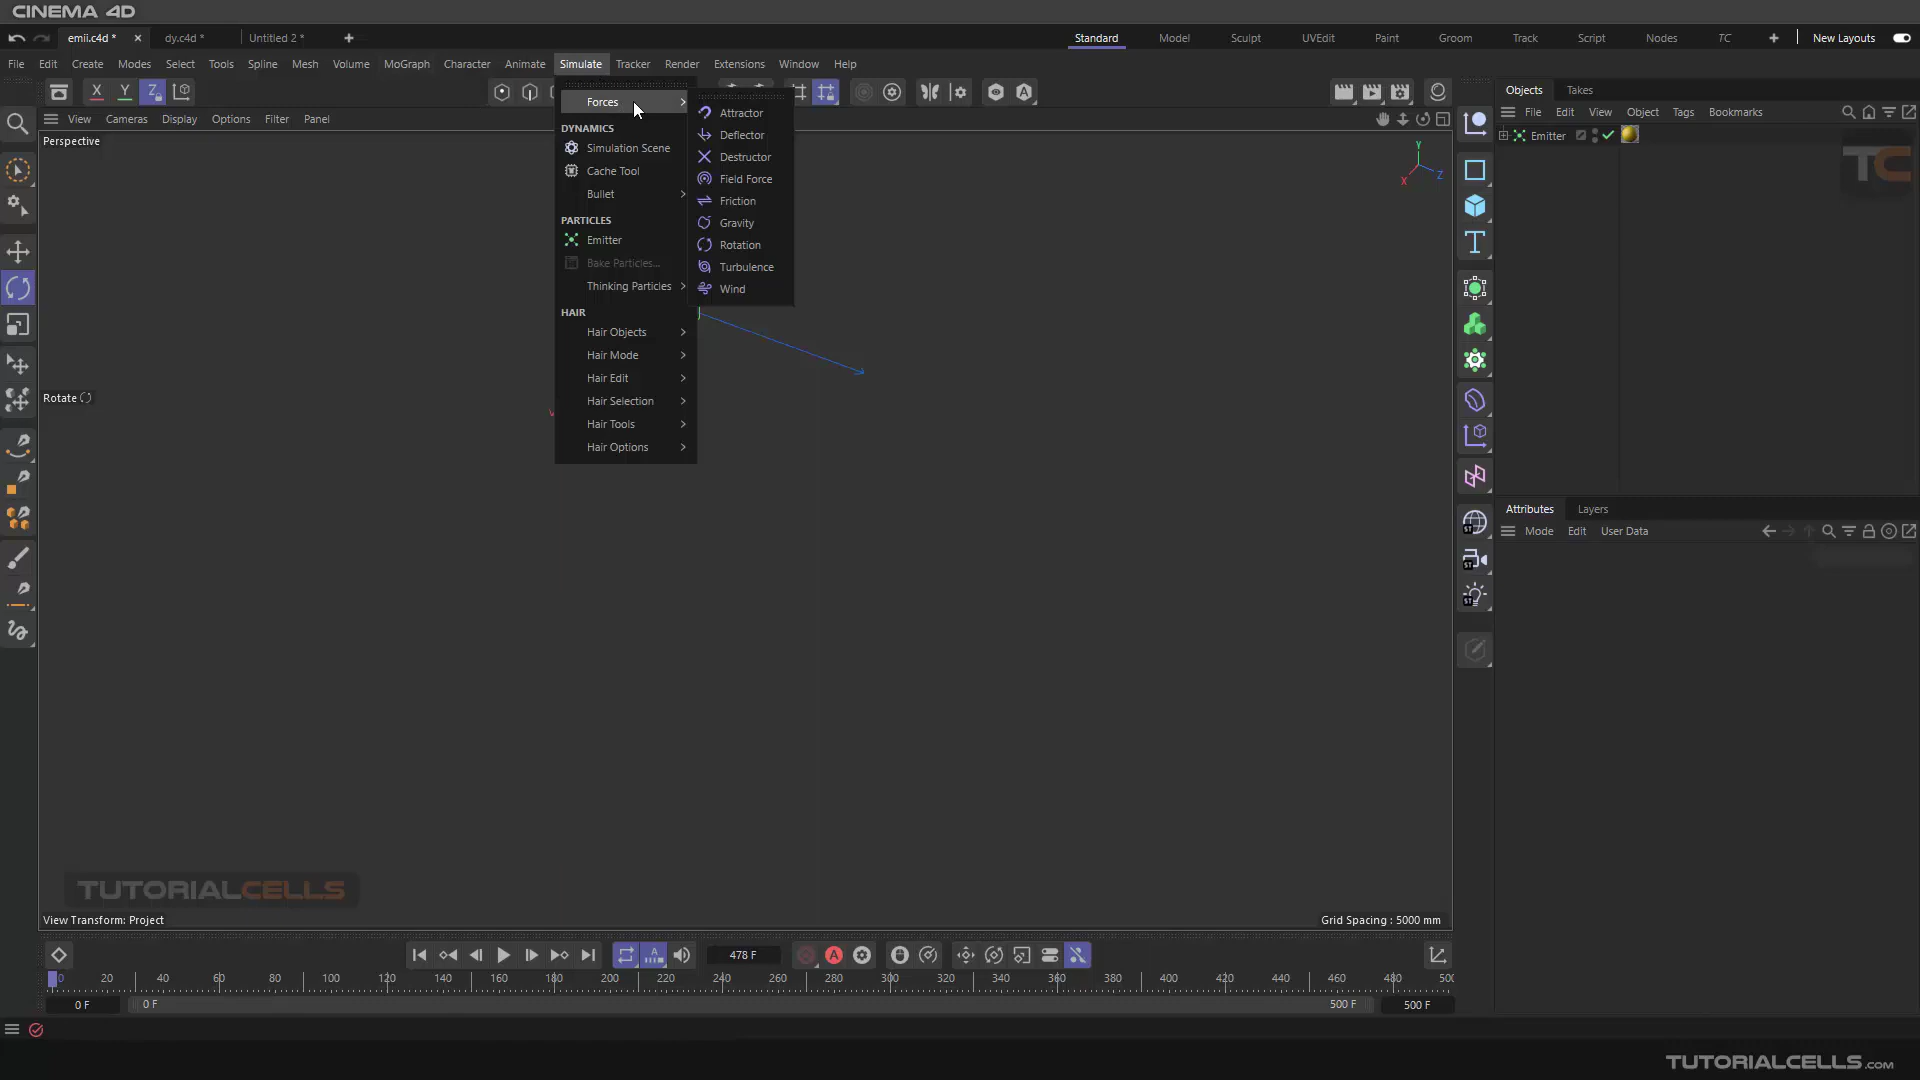 CINEMA 4D
emii.c4d *
dy.c4d *
Untitled 2 *
Standard
Model
Sculpt
UVEdit
Paint
Groom
Track
Script
Nodes
TC
New Layouts
File
Edit
Create
Modes
Select
Tools
Spline
Mesh
Volume
MoGraph
Character
Animate
Simulate
Tracker
Render
Extensions
Window
Help
X
Y
Z
Objects
Takes
File
Edit
View
Object
Tags
Bookmarks
View
Cameras
Display
Options
Filter
Panel
Perspective
Emitter
TC
Y
X
Z
Forces
DYNAMICS
Simulation Scene
Cache Tool
Bullet
PARTICLES
Emitter
Bake Particles...
Thinking Particles
HAIR
Hair Objects
Hair Mode
Hair Edit
Hair Selection
Hair Tools
Hair Options
Attractor
Deflector
Destructor
Field Force
Friction
Gravity
Rotation
Turbulence
Wind
Rotate
Attributes
Layers
Mode
Edit
User Data
ST
ST
ST
TUTORIALCELLS
View Transform: Project
Grid Spacing : 5000 mm
478 F
A
0
20
40
60
80
100
120
140
160
180
200
220
240
260
280
300
320
340
360
380
400
420
440
460
480
0 F
0 F
500 F
500 F
TUTORIALCELLS.COM